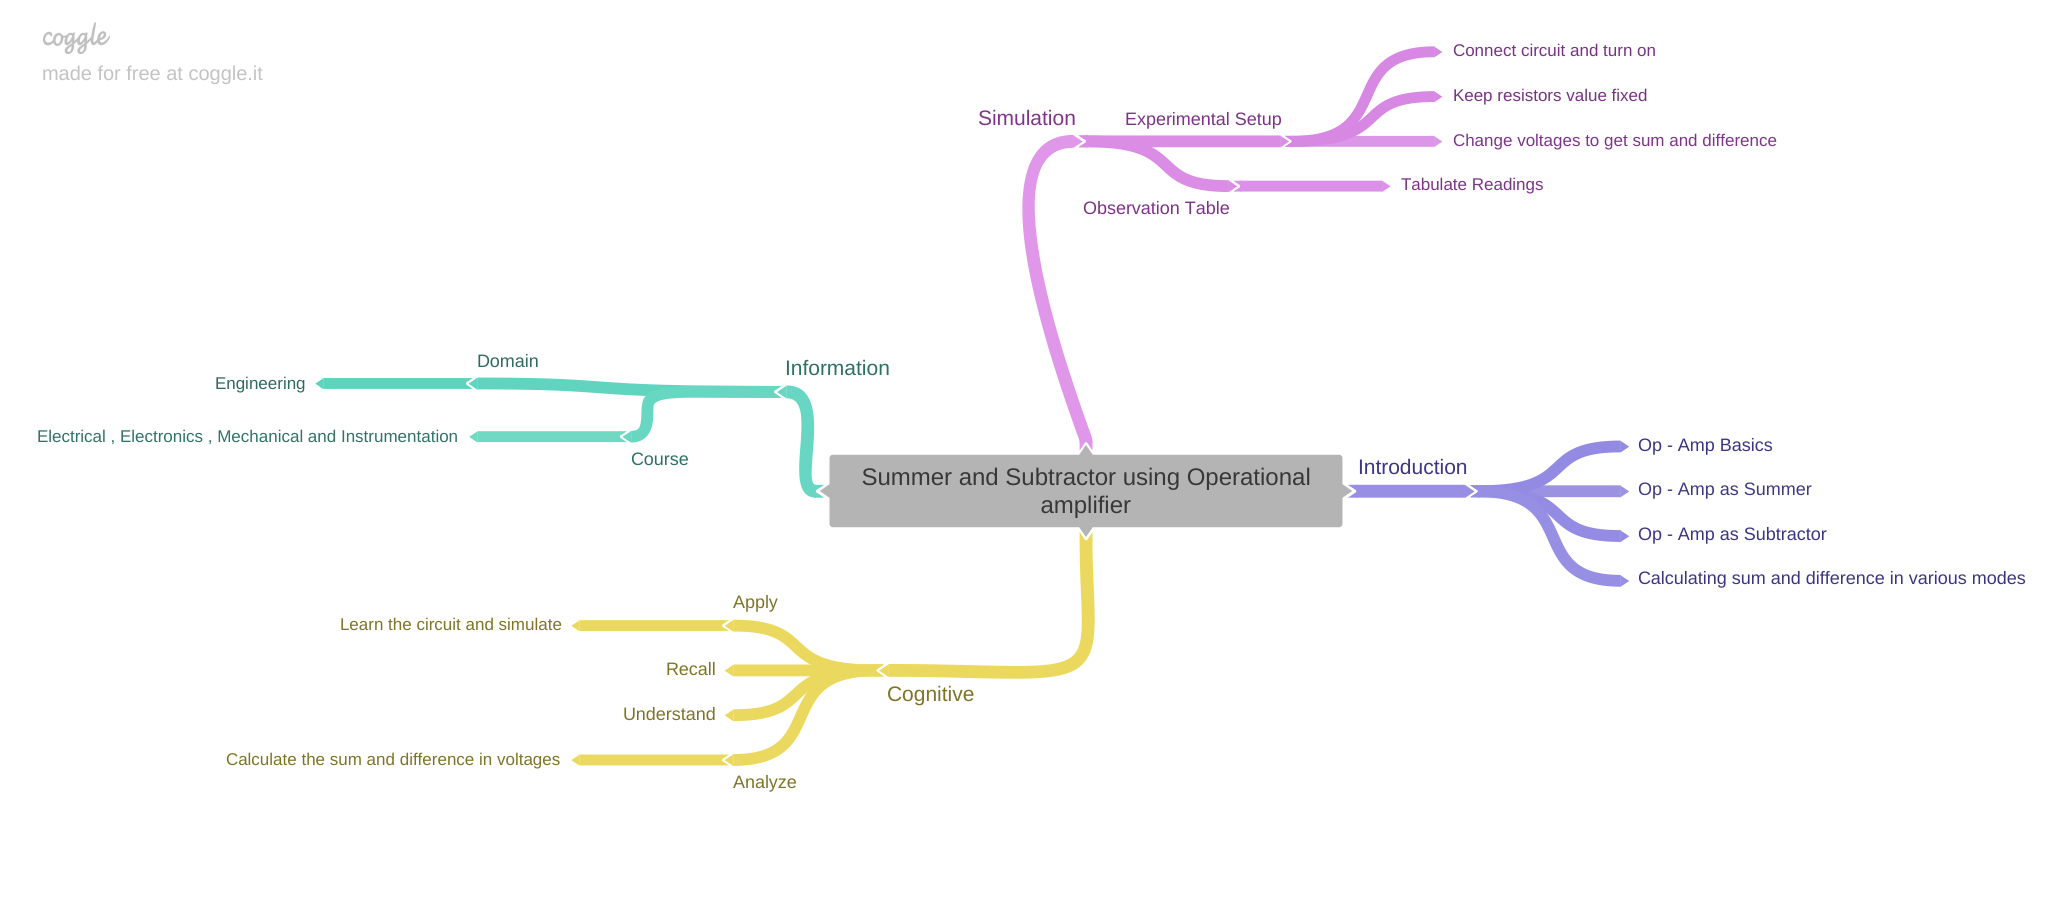 coggle
made for free at coggle.it
Simulation
Experimental Setup
Connect circuit and turn on
Keep resistors value fixed
Change voltages to get sum and difference
Observation Table
Tabulate Readings
Information
Domain
Engineering
Course
Electrical , Electronics , Mechanical and Instrumentation
Summer and Subtractor using Operational
amplifier
Introduction
Op - Amp Basics
Op - Amp as Summer
Op - Amp as Subtractor
Calculating sum and difference in various modes
Cognitive
Apply
Learn the circuit and simulate
Recall
Understand
Analyze
Calculate the sum and difference in voltages